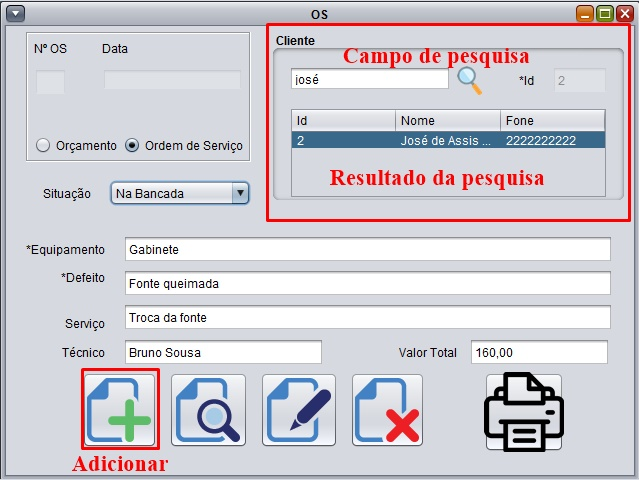 OS
Nº OS
Data
Orçamento
Ordem de Serviço
Situação
Na Bancada
Cliente
Campo de pesquisa
josé
*Id
2
Id
Nome
Fone
2
José de Assis ...
2222222222
Resultado da pesquisa
*Equipamento
Gabinete
*Defeito
Fonte queimada
Serviço
Troca da fonte
Técnico
Bruno Sousa
Valor Total
160,00
Adicionar